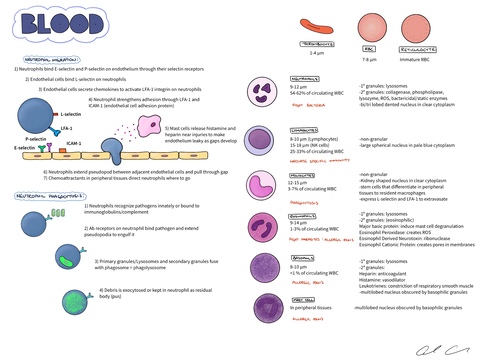 BLOOD
NEUTROPHIL MIGRATION:
1) Neutrophils bind E-selectin and P-selectin on endothelium through their selectin receptors
2) Endothelial cells bind L-selectin on neutrophils
3) Endothelial cells secrete chemokines to activate LFA-1 integrin on neutrophils
4) Neutrophil strengthens adhesion through LFA-1 and
ICAM-1 (endothelial cell adhesion protein)
L-selectin
LFA-1
P-selectin
E-selectin
ICAM-1
5) Mast cells release histamine and
heparin near injuries to make
endothelium leaky as gaps develop
6) Neutrophils extend pseudopod between adjacent endothelial cells and pull through gap
7) Chemoattractants in peripheral tissues direct neutrophils where to go
NEUTROPHIL PHAGOCYTOSIS:
1) Neutrophils recognize pathogens innately or bound to
immunoglobulins/complement
2) Ab receptors on neutrophil bind pathogen and extend
pseudopodia to engulf it
3) Primary granules/lysosomes and secondary granules fuse
with phagosome = phagolysosome
4) Debris is exocytosed or kept in neutrophil as residual
body (pus)
THROMBOCYTE
1-4 μm
RBC
7-8 μm
RETICULOCYTE
Immature RBC
NEUTROPHILS
9-12 μm
54-62% of circulating WBC
FIGHT BACTERIA
-1° granules: lysosomes
-2° granules: collagenase, phospholipase,
lysozyme, ROS, bactericidal/static enzymes
-bi/tri lobed nucleus in clear cytoplasm
LYMPHOCYTES
8-10 μm (Lymphocytes)
15-18 μm (NK cells)
25-33% of circulating WBC
MEDIATE SPECIFIC IMMUNITY
-non-granular
-large spherical nucleus in pale blue cytoplasm
MONOCYTES
12-15 μm
3-7% of circulating WBC
PHAGOCYTOSIS
-non-granular
Kidney shaped nucleus in clear cytoplasm
-stem cells that differentiate in peripheral
tissues to resident macrophages
-express L-selectin and LFA-1 to extravasate
EOSINOPHILS
9-14 μm
1-3% of circulating WBC
FIGHT PARASITES
ALLERGIC RXNS
-1° granules: lysosomes
-2° granules: (eosinophilic)
Major basic protein: induce mast cell degranulation
Eosinophil Peroxidase: creates ROS
Eosinophil Derived Neurotoxin: ribonuclease
Eosinophil Cationic Protein: creates pores in membranes
BASOPHILS
8-10 μm
<1 % of circulating WBC
ALLERGIC RXNS
-1° granules: lysosomes
-2° granules:
Heparin: anticoagulant
Histamine: vasodilator
Leukotrienes: constriction of respiratory smooth muscle
-multilobed nucleus obscured by basophilic granules
MAST CELL
In peripheral tissues
ALLERGIC RXNS
-multilobed nucleus obscured by basophilic granules